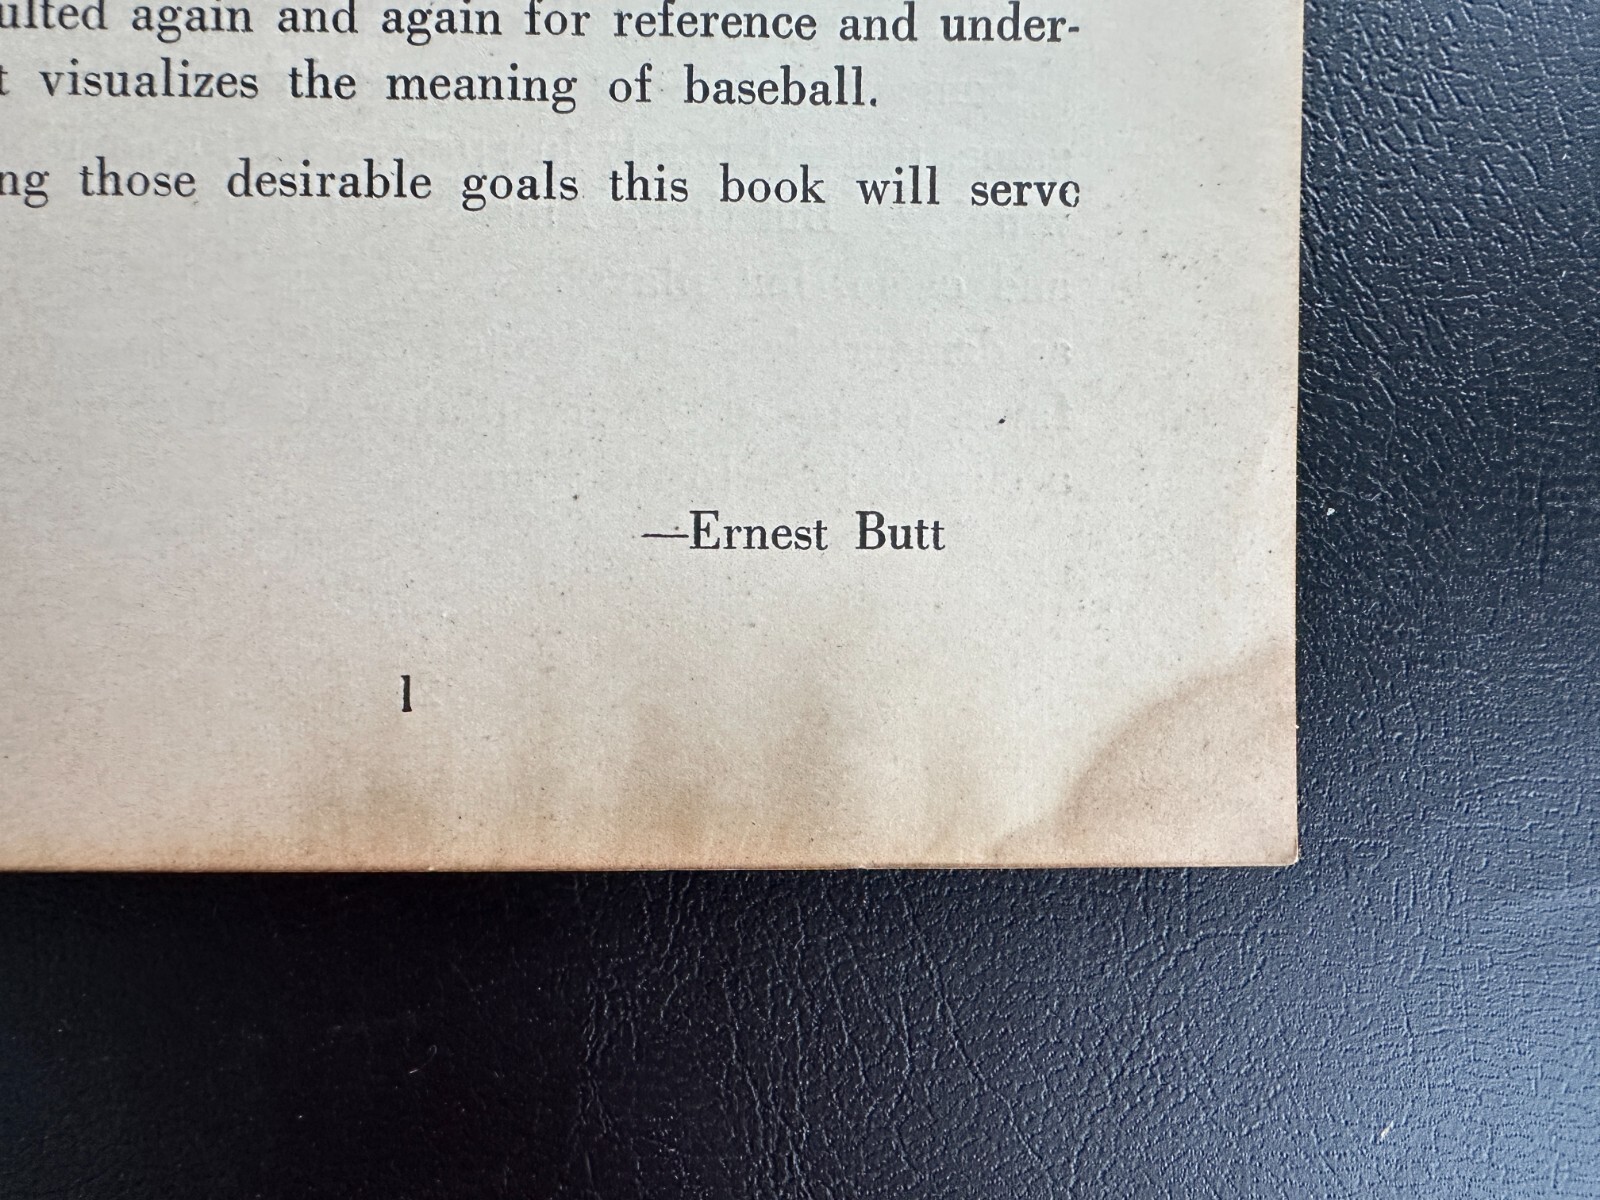 ulted again and again for reference and under-
t visualizes the meaning of baseball.
ng those desirable goals this book will serve
—Ernest Butt
1